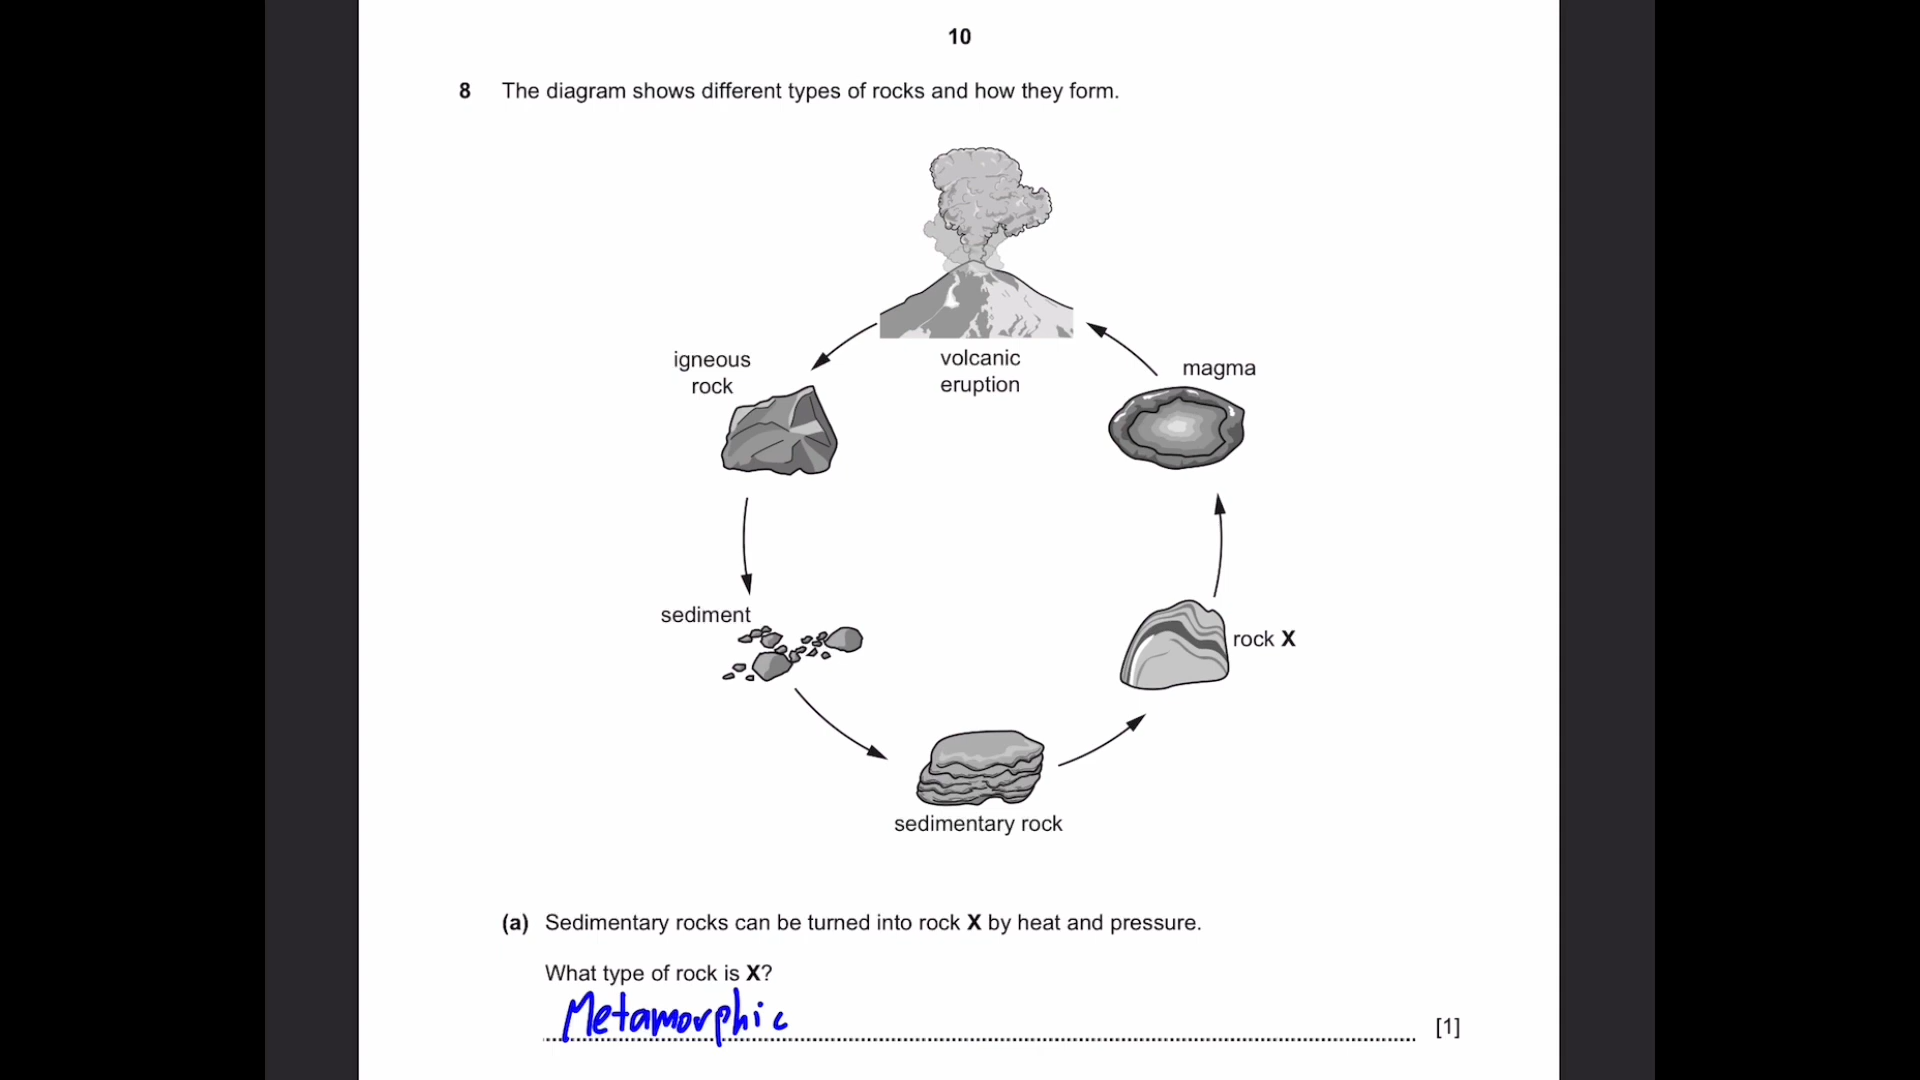 10
8 The diagram shows different types of rocks and how they form.
igneous
rock
volcanic
eruption
magma
sediment
rock X
sedimentary rock
(a) Sedimentary rocks can be turned into rock X by heat and pressure.
What type of rock is X?
Metamorphic
[1]